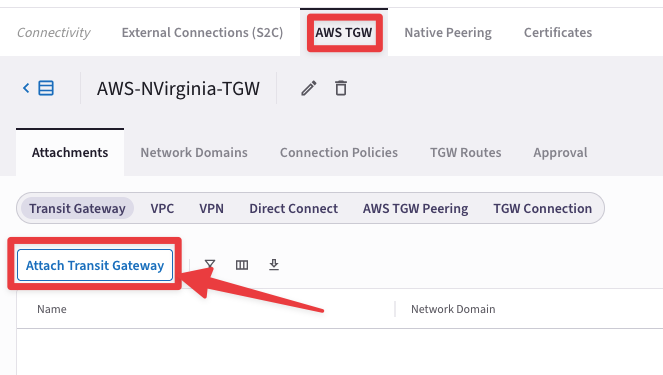 Connectivity External Connections (S2C) AWS TGW Native Peering Certificates
AWS-NVirginia-TGW
Attachments Network Domains Connection Policies TGW Routes Approval
Transit Gateway VPC VPN Direct Connect AWS TGW Peering TGW Connection
Attach Transit Gateway
Name Network Domain